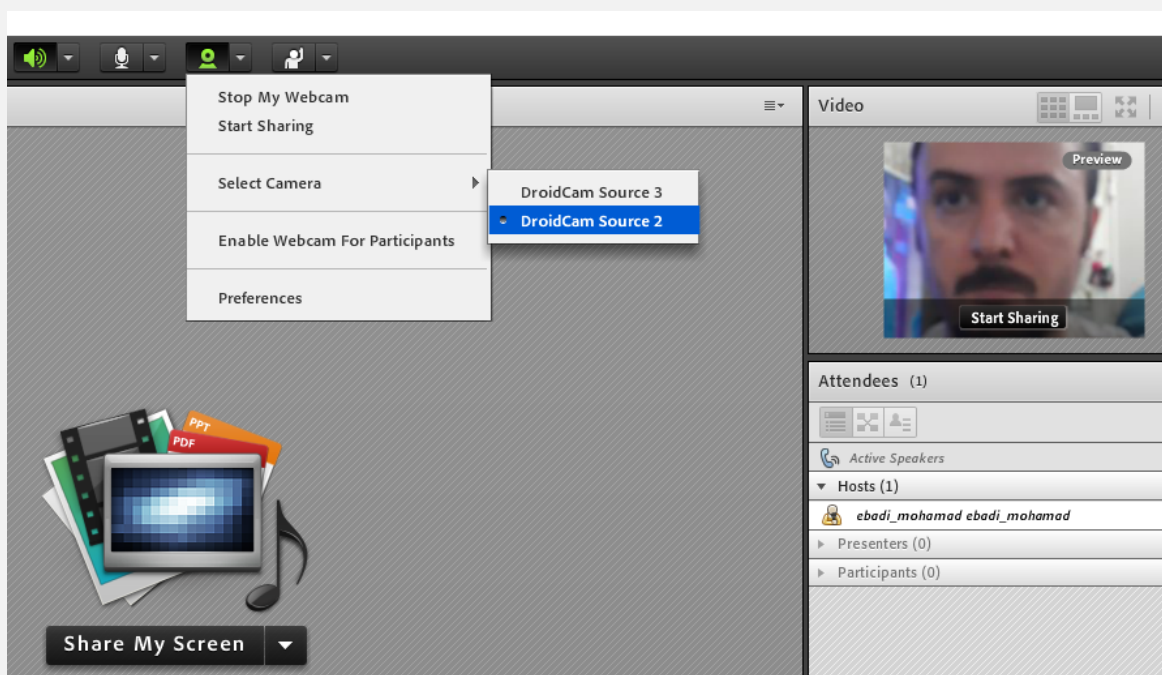 Stop My Webcam
Start Sharing
Select Camera
DroidCam Source 3
DroidCam Source 2
Enable Webcam For Participants
Preferences
PPT
PDF
Share My Screen
Video
Preview
Start Sharing
Attendees (1)
Active Speakers
Hosts (1)
ebadi_mohamad ebadi_mohamad
Presenters (0)
Participants (0)